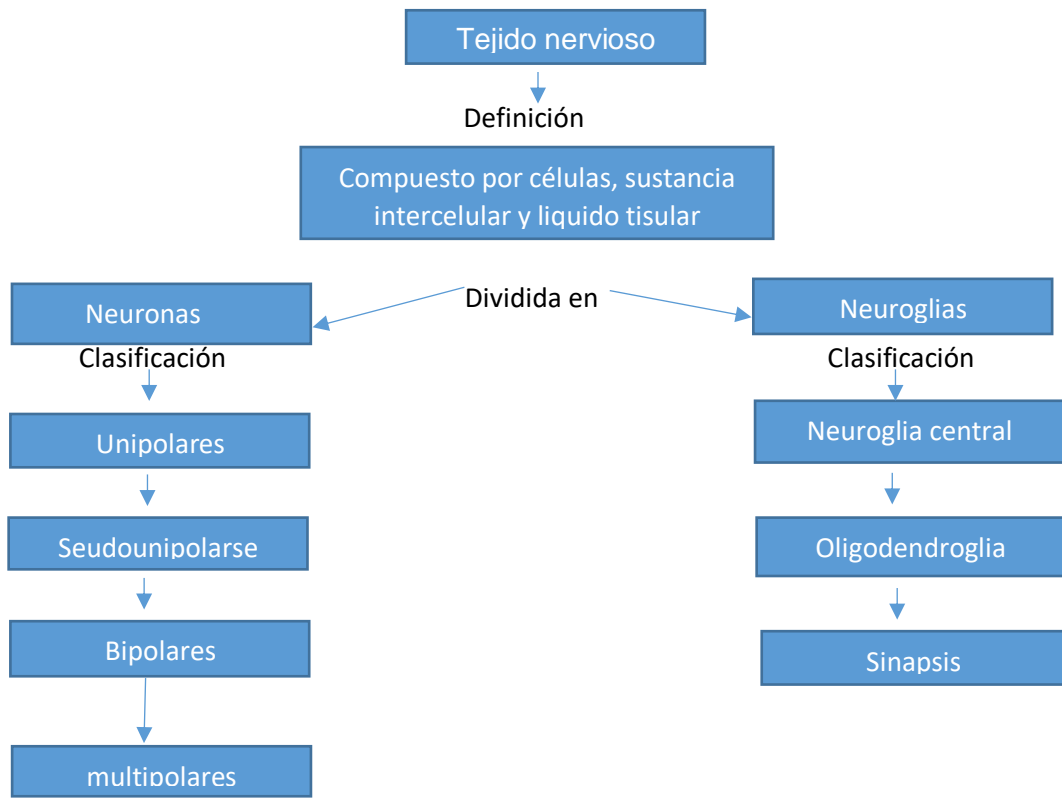 Tejido nervioso
Definición
Compuesto por células, sustancia
intercelular y liquido tisular
Dividida en
Neuronas
Clasificación
Unipolares
Seudounipolarse
Bipolares
multipolares
Neuroglias
Clasificación
Neuroglia central
Oligodendroglia
Sinapsis